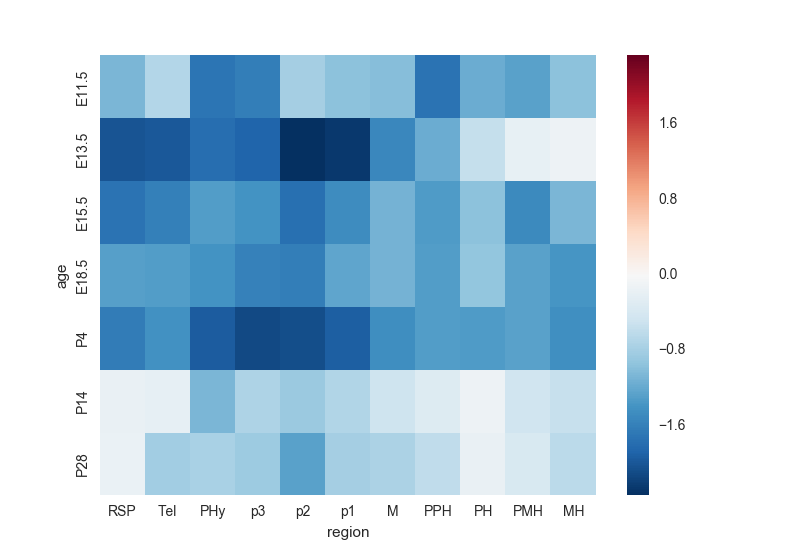 E11.5
E13.5
E15.5
E18.5
P4
P14
P28
age
RSP Tel PHy p3 p2 p1 M PPH PH PMH MH
region
1.6
0.8
0.0
−0.8
−1.6